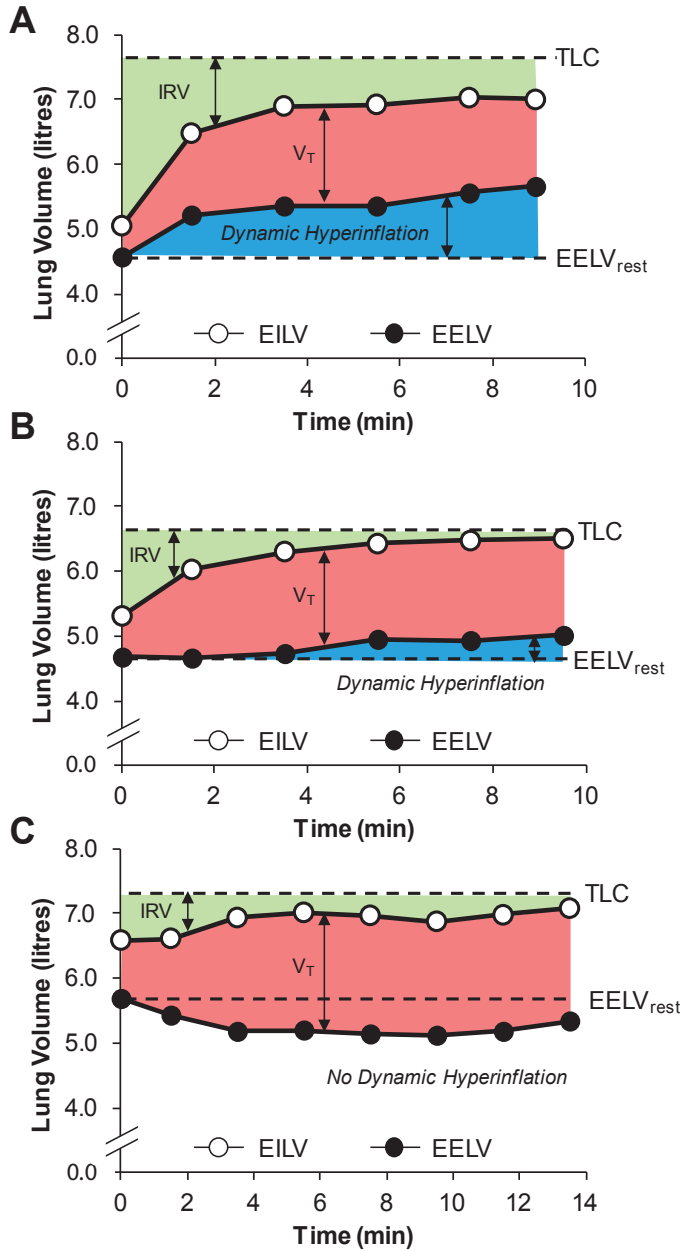 A
8.0
TLC
IRV
7.0
V_T
6.0
5.0
Dynamic Hyperinflation
EELV_rest
4.0
0.0
EILV
EELV
0 2 4 6 8 10
Time (min)
Lung Volume (litres)
B
8.0
7.0
TLC
IRV
6.0
V_T
5.0
EELV_rest
4.0
Dynamic Hyperinflation
EILV
EELV
0.0
0 2 4 6 8 10
Time (min)
Lung Volume (litres)
C
8.0
TLC
7.0
IRV
V_T
6.0
EELV_rest
5.0
No Dynamic Hyperinflation
4.0
EILV
EELV
0.0
0 2 4 6 8 10 12 14
Time (min)
Lung Volume (litres)